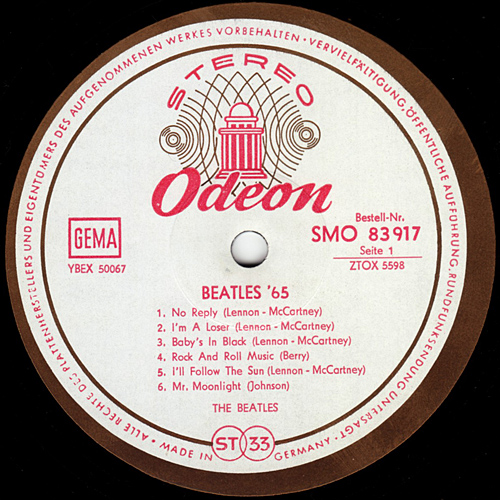 ALLE RECHTE DES PLATTENHERSTELLERS UND EIGENTÜMERS DES AUFGENOMMENEN WERKES VORBEHALTEN · VERVIELFÄLTIGUNG, ÖFFENTLICHE AUFFÜHRUNG, RUNDFUNKSENDUNG UNTERSAGT ·
STEREO
Odeon
GEMA
YBEX 50067
Bestell-Nr.
SMO 83 917
Seite 1
ZTOX 5598
BEATLES '65
1. No Reply (Lennon - McCartney)
2. I'm A Loser (Lennon - McCartney)
3. Baby's In Black (Lennon - McCartney)
4. Rock And Roll Music (Berry)
5. I'll Follow The Sun (Lennon - McCartney)
6. Mr. Moonlight (Johnson)
THE BEATLES
MADE IN GERMANY
ST 33